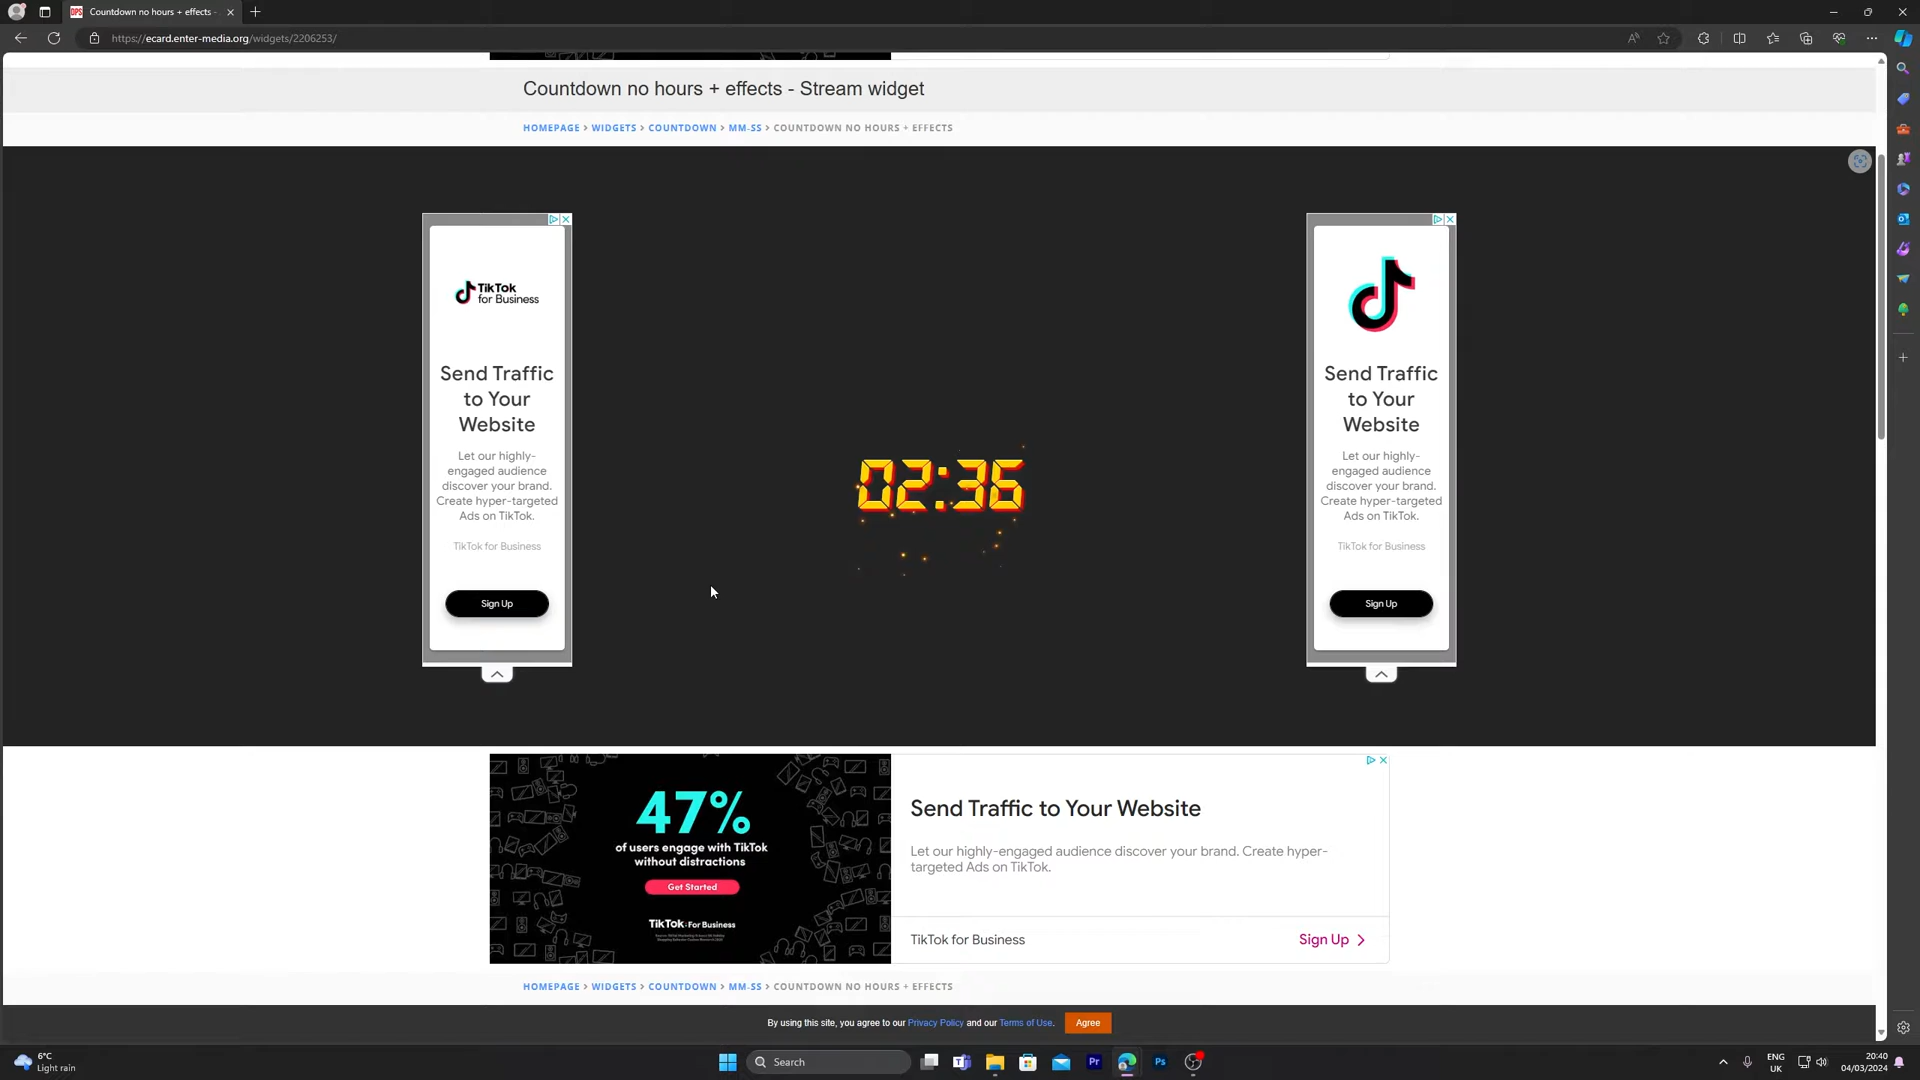 Countdown no hours + effects -
https://ecard.enter-media.org/widgets/2206253/
Countdown no hours + effects - Stream widget
HOMEPAGE > WIDGETS > COUNTDOWN > MM-SS > COUNTDOWN NO HOURS + EFFECTS
TikTok
for Business
Send Traffic
to Your
Website
Let our highly-
engaged audience
discover your brand.
Create hyper-targeted
Ads on TikTok.
TikTok for Business
Sign Up
02:36
Send Traffic
to Your
Website
Let our highly-
engaged audience
discover your brand.
Create hyper-targeted
Ads on TikTok.
TikTok for Business
Sign Up
47%
of users engage with TikTok
without distractions
Get Started
TikTok: For Business
Send Traffic to Your Website
Let our highly-engaged audience discover your brand. Create hyper-
targeted Ads on TikTok.
TikTok for Business
Sign Up >
HOMEPAGE > WIDGETS > COUNTDOWN > MM-SS > COUNTDOWN NO HOURS + EFFECTS
By using this site, you agree to our Privacy Policy and our Terms of Use.
Agree
6°C
Light rain
Search
Pr
Ps
ENG
UK
20:40
04/03/2024